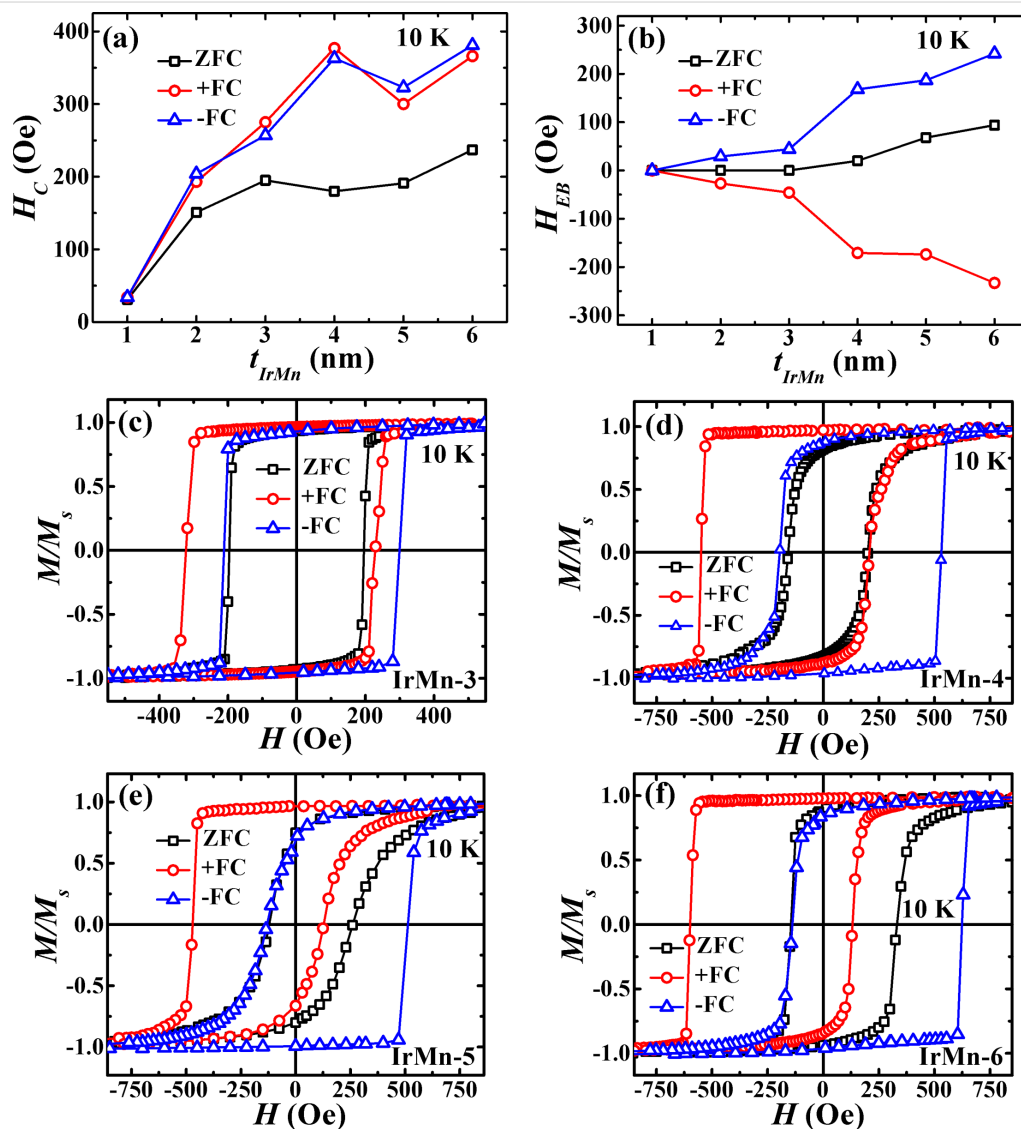 (a)
10 K
ZFC
+FC
-FC
400
300
200
100
0
H_C (Oe)
1 2 3 4 5 6
t_IrMn (nm)
(b)
10 K
ZFC
+FC
-FC
300
200
100
0
-100
-200
-300
H_EB (Oe)
1 2 3 4 5 6
t_IrMn (nm)
(c)
10 K
ZFC
+FC
-FC
1.0
0.5
0.0
-0.5
-1.0
M/M_s
IrMn-3
-400 -200 0 200 400
H (Oe)
(d)
10 K
ZFC
+FC
-FC
1.0
0.5
0.0
-0.5
-1.0
M/M_s
IrMn-4
-750 -500 -250 0 250 500 750
H (Oe)
(e)
10 K
ZFC
+FC
-FC
1.0
0.5
0.0
-0.5
-1.0
M/M_s
IrMn-5
-750 -500 -250 0 250 500 750
H (Oe)
(f)
10 K
ZFC
+FC
-FC
1.0
0.5
0.0
-0.5
-1.0
M/M_s
IrMn-6
-750 -500 -250 0 250 500 750
H (Oe)